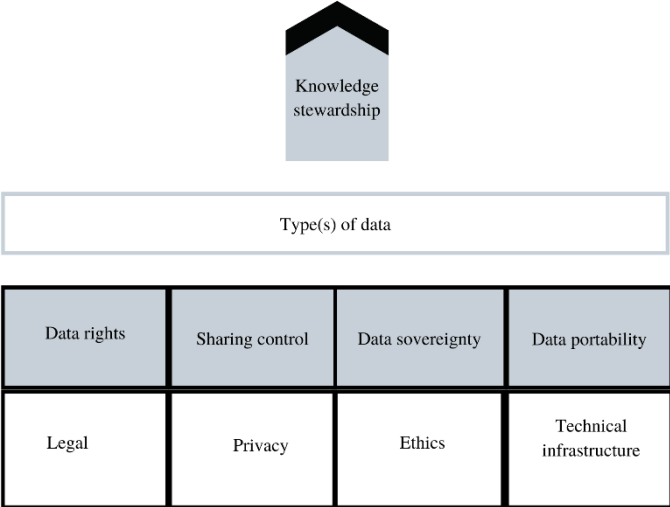 Knowledge
stewardship
Type(s) of data
Data rights
Sharing control
Data sovereignty
Data portability
Legal
Privacy
Ethics
Technical
infrastructure